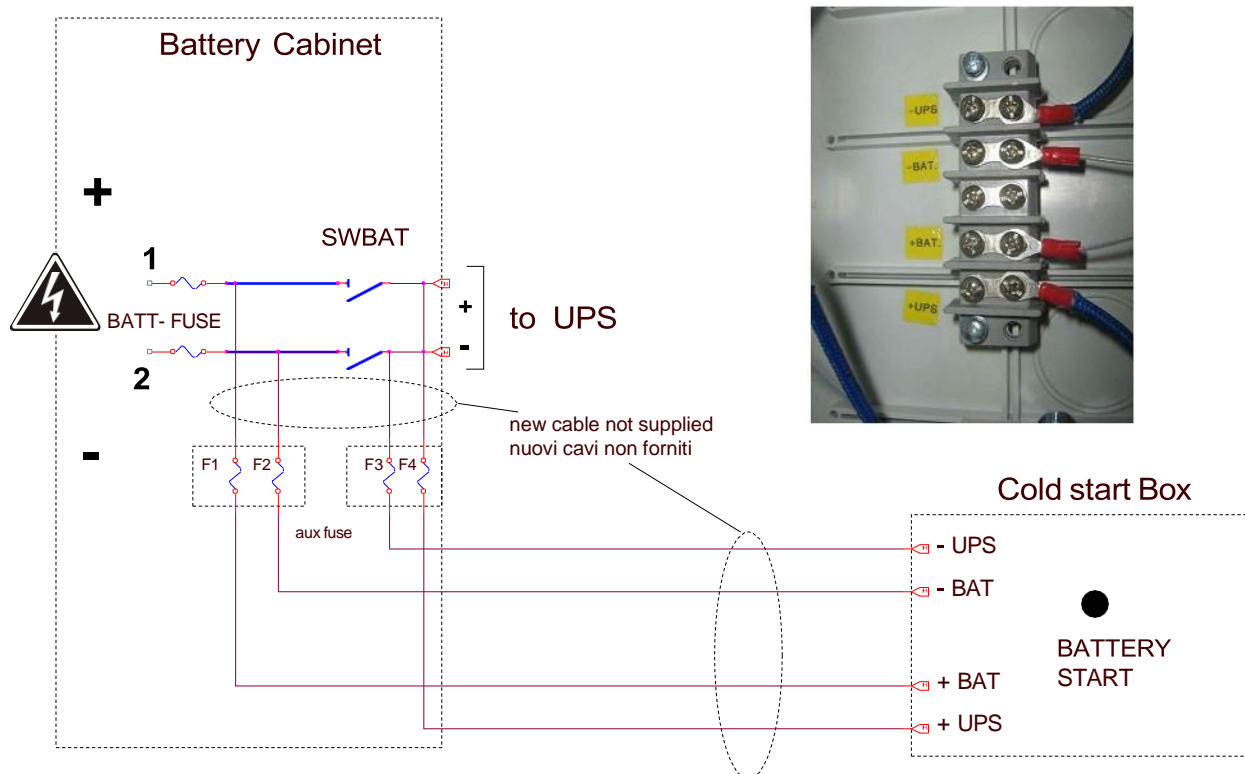 Battery Cabinet
+
SWBAT
1
BATT- FUSE
+
-
to UPS
2
-
new cable not supplied
nuovi cavi non forniti
F1
F2
F3
F4
aux fuse
Cold start Box
- UPS
- BAT
BATTERY
START
+ BAT
+ UPS
-UPS
-BAT.
+BAT.
+UPS